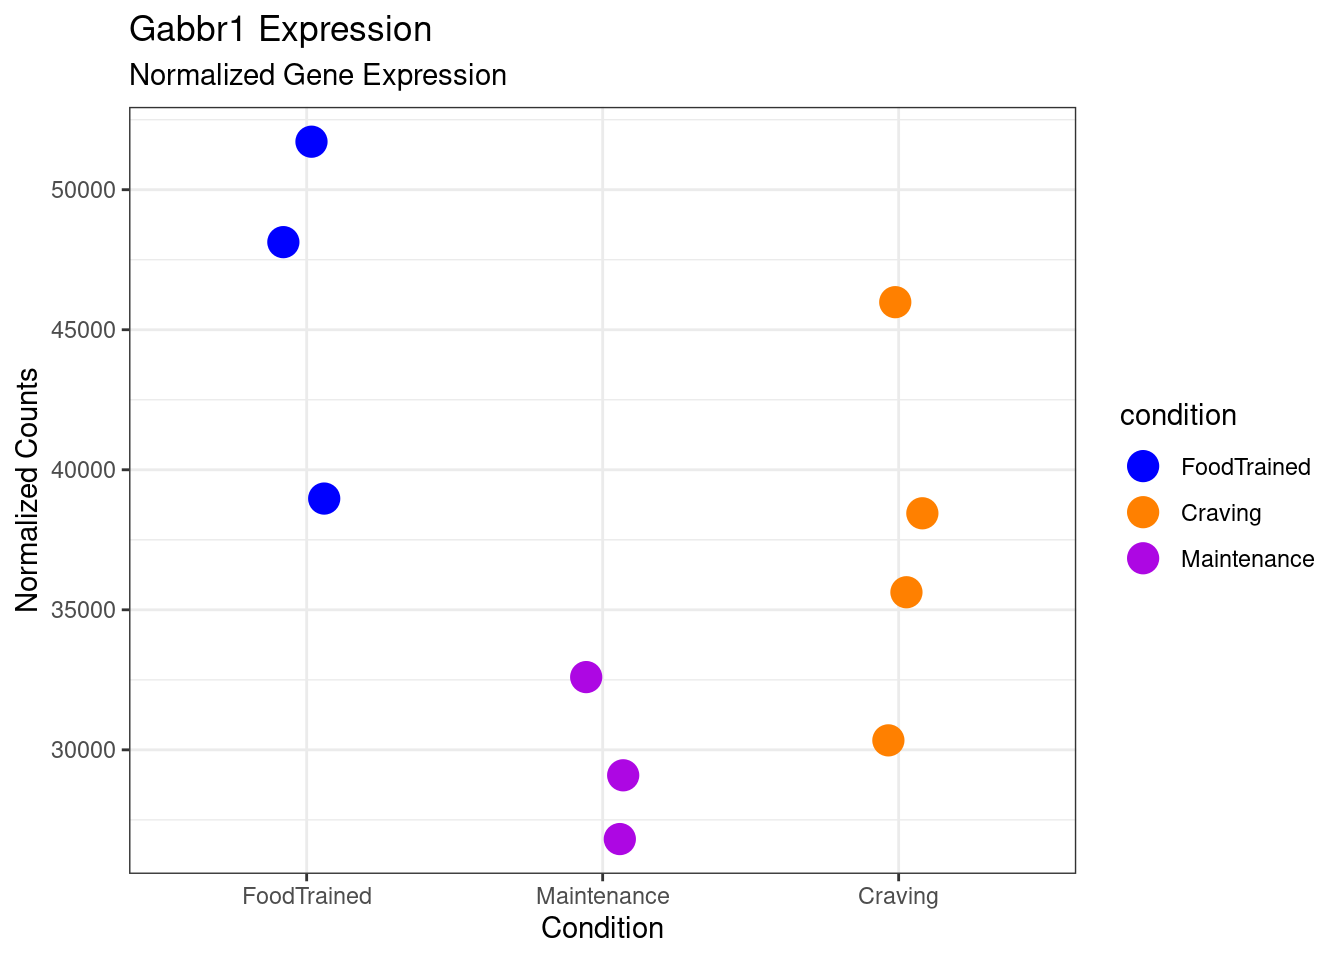 Gabbr1 Expression
Normalized Gene Expression
50000
45000
40000
35000
30000
Normalized Counts
FoodTrained
Maintenance
Craving
Condition
condition
FoodTrained
Craving
Maintenance